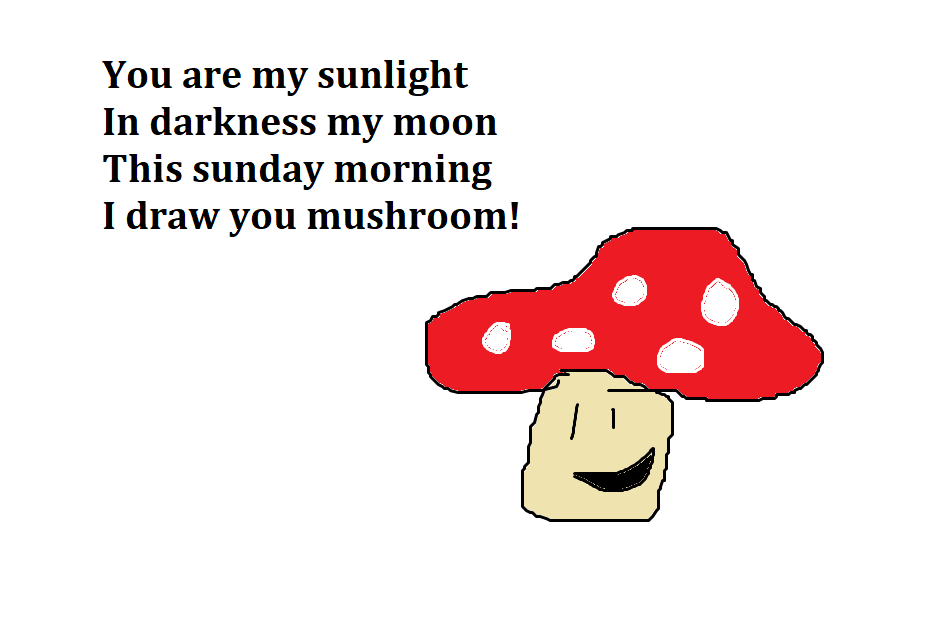 You are my sunlight
In darkness my moon
This sunday morning
I draw you mushroom!